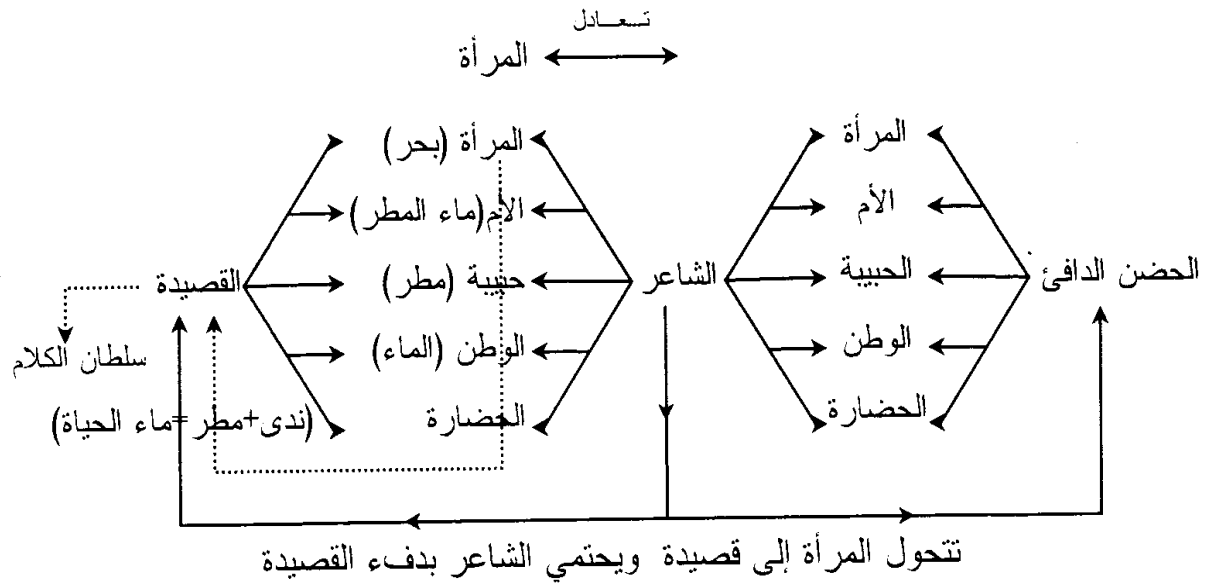 تعادل
المرأة
المرأة
الأم
الحبيبة
الوطن
الحضارة
الحضن الدافئ
الشاعر
المرأة (بحر)
الأم (ماء المطر)
حبيبة (مطر)
الوطن (الماء)
الحضارة
القصيدة
سلطان الكلام
(ندى+مطر=ماء الحياة)
تتحول المرأة إلى قصيدة ويحتمي الشاعر بدفء القصيدة